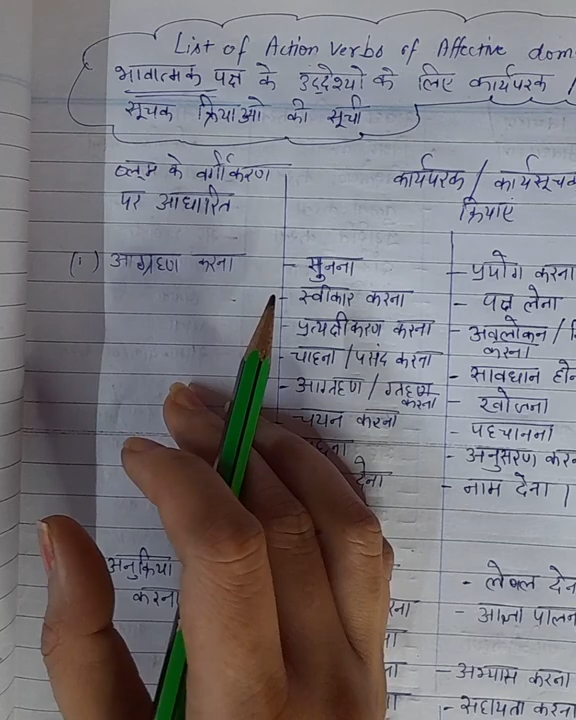 List of Action verbs of Affective dom
भावात्मक पक्ष के उद्देश्यो के लिए कार्यपरक /
सूचक क्रियाओ की सूची
ब्लूम के वर्गीकरण
पर आधारित
कार्यपरक / कार्यसूचक
क्रियाएं
(i) आग्रहण करना
- सुनना
- स्वीकार करना
- प्रत्यक्षीकरण करना
- चाहना / पसंद करना
- आग्रहण / ग्रहण
करना
- चयन करना
देना
- प्रयोग करना
- पक्ष लेना
- अवलोकन /
करना
- सावधान होन
- खोजना
- पहचानना
- अनुसरण कर
- नाम देना |
अनुक्रिया
करना
- लेबल देन
- आज्ञा पालन
- अभ्यास करना
- सहायता करना